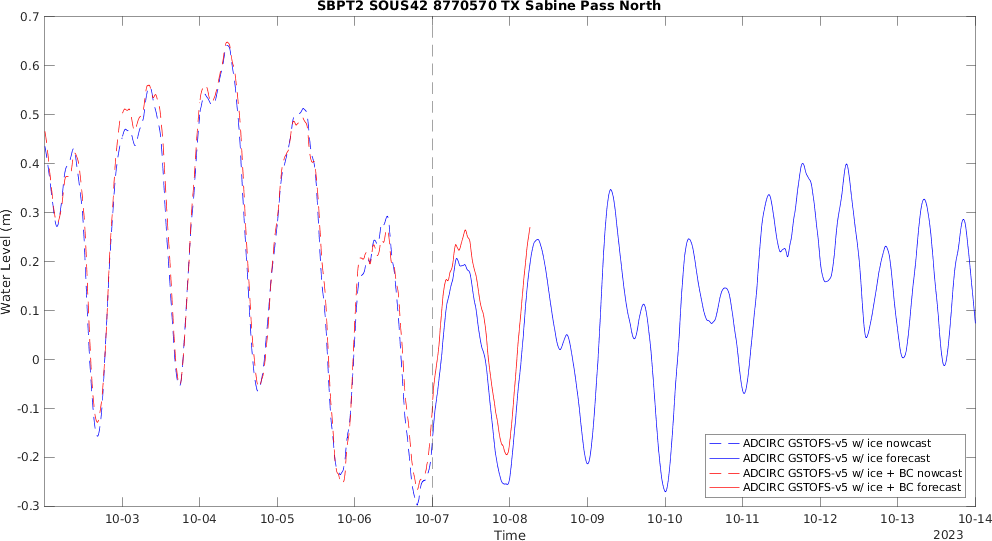 SBPT2 SOUS42 8770570 TX Sabine Pass North
0.7
0.6
0.5
0.4
0.3
0.2
0.1
0
-0.1
-0.2
-0.3
Water Level (m)
ADCIRC GSTOFS-v5 w/ ice nowcast
ADCIRC GSTOFS-v5 w/ ice forecast
ADCIRC GSTOFS-v5 w/ ice + BC nowcast
ADCIRC GSTOFS-v5 w/ ice + BC forecast
10-03 10-04 10-05 10-06 10-07 10-08 10-09 10-10 10-11 10-12 10-13 10-14
Time
2023